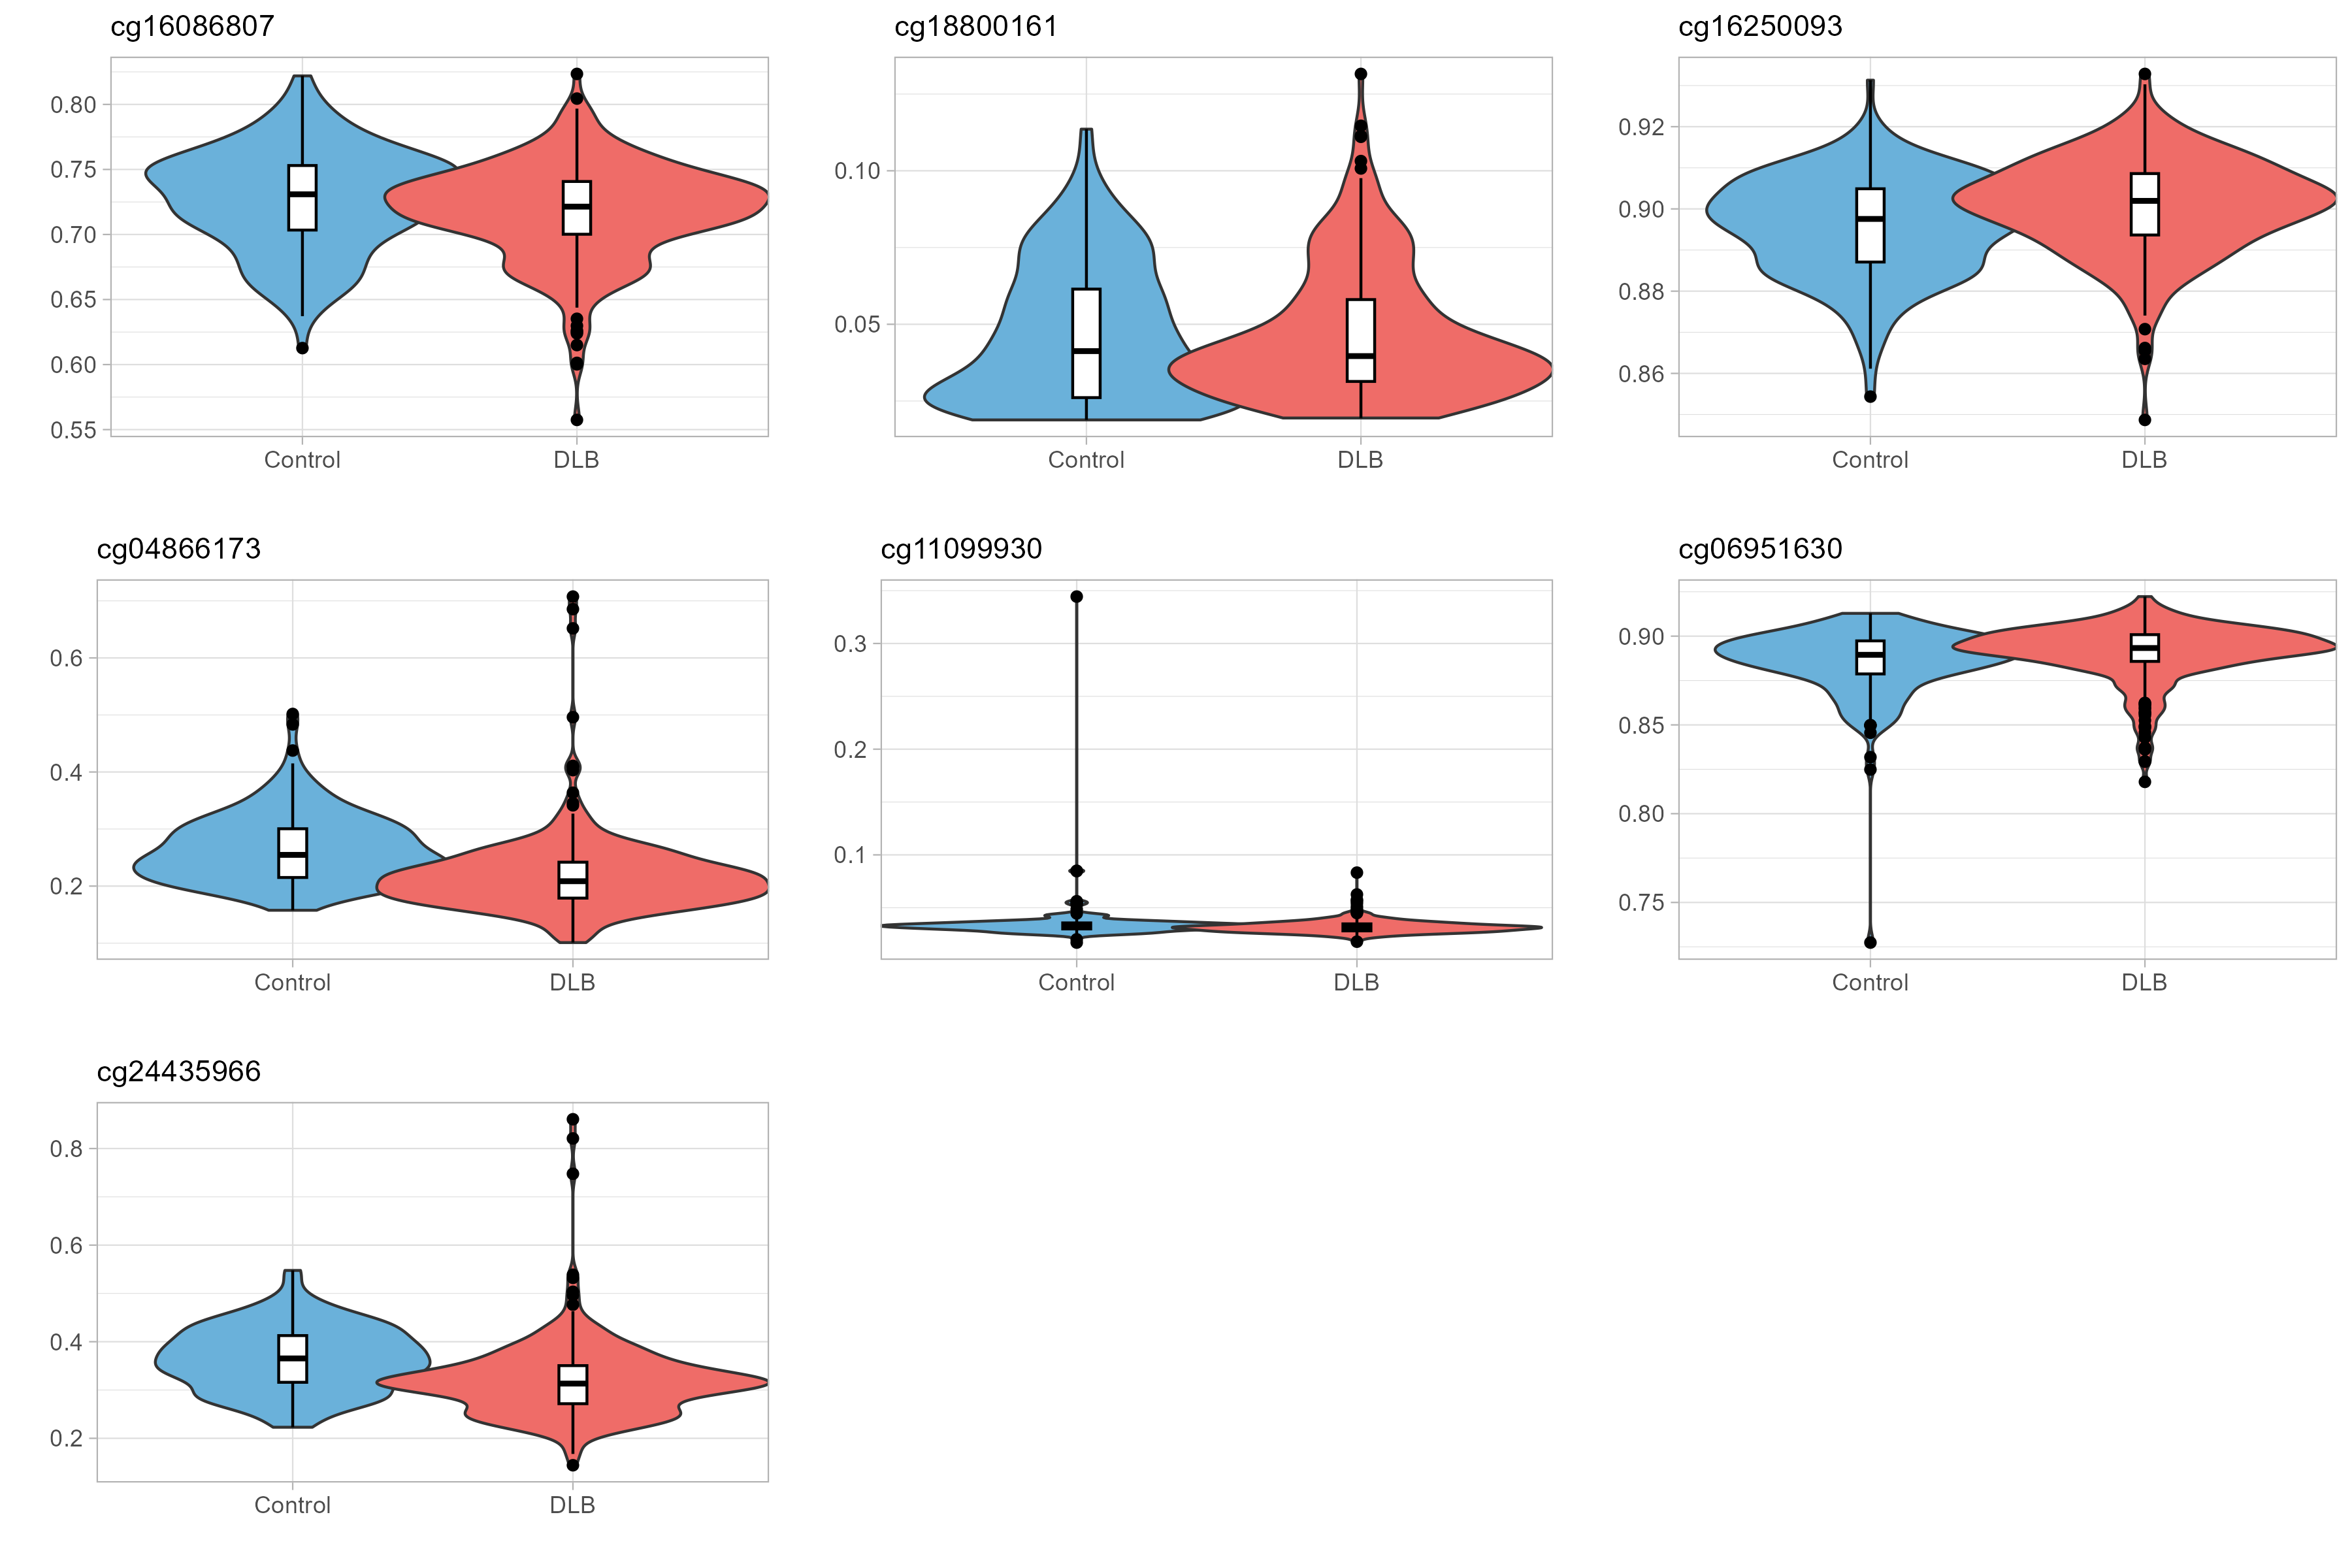 cg16086807
0.80
0.75
0.70
0.65
0.60
0.55
Control DLB
cg18800161
0.10
0.05
Control DLB
cg16250093
0.92
0.90
0.88
0.86
Control DLB
cg04866173
0.6
0.4
0.2
Control DLB
cg11099930
0.3
0.2
0.1
Control DLB
cg06951630
0.90
0.85
0.80
0.75
Control DLB
cg24435966
0.8
0.6
0.4
0.2
Control DLB